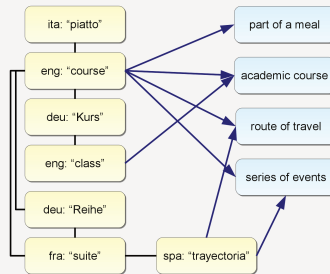 ita: “piatto”
eng: “course”
deu: “Kurs”
eng: “class”
deu: “Reihe”
fra: “suite”
spa: “trayectoria”
part of a meal
academic course
route of travel
series of events